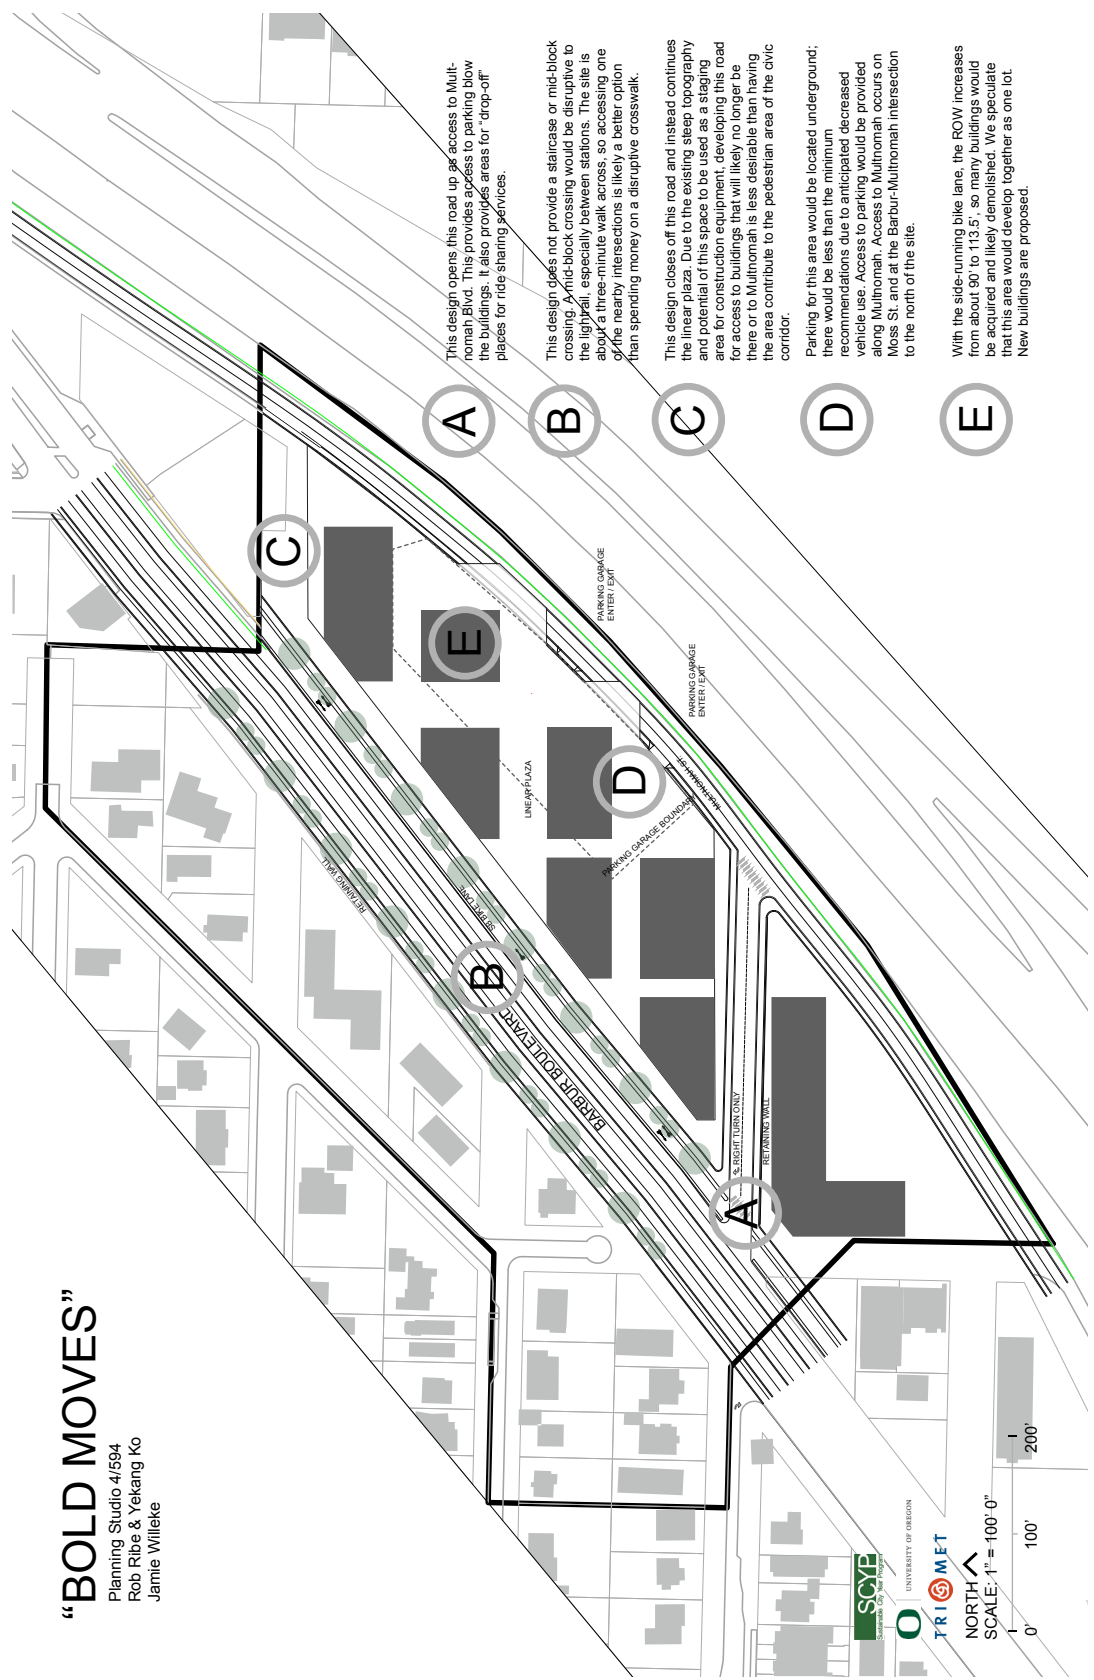 “BOLD MOVES”
Planning Studio 4/594
Rob Ribe & Yekang Ko
Jamie Willeke
A
This design opens this road up as access to Mult-
nomah Blvd. This provides access to parking blow
the buildings. It also provides areas for “drop-off”
places for ride sharing services.
B
This design does not provide a staircase or mid-block
crossing. A mid-block crossing would be disruptive to
the lightrail, especially between stations. The site is
about a three-minute walk across, so accessing one
of the nearby intersections is likely a better option
than spending money on a disruptive crosswalk.
C
This design closes off this road and instead continues
the linear plaza. Due to the existing steep topography
and potential of this space to be used as a staging
area for construction equipment, developing this road
for access to buildings that will likely no longer be
there or to Multnomah is less desirable than having
the area contribute to the pedestrian area of the civic
corridor.
D
Parking for this area would be located underground;
there would be less than the minimum
recommendations due to anticipated decreased
vehicle use. Access to parking would be provided
along Multnomah. Access to Multnomah occurs on
Moss St. and at the Barbur-Multnomah intersection
to the north of the site.
E
With the side-running bike lane, the ROW increases
from about 90’ to 113.5’, so many buildings would
be acquired and likely demolished. We speculate
that this area would develop together as one lot.
New buildings are proposed.
C
E
D
B
A
RETAINING WALL
SB BIKE LANE
BARBUR BOULEVARD
LINEAR PLAZA
PARKING GARAGE BOUNDARY
MULTNOMAH ST
PARKING GARAGE
ENTER / EXIT
PARKING GARAGE
ENTER / EXIT
RIGHT TURN ONLY
RETAINING WALL
SCYP
Sustainable City Year Program
O
UNIVERSITY OF OREGON
TRIMET
NORTH
SCALE: 1” = 100’ 0”
0’
100’
200’